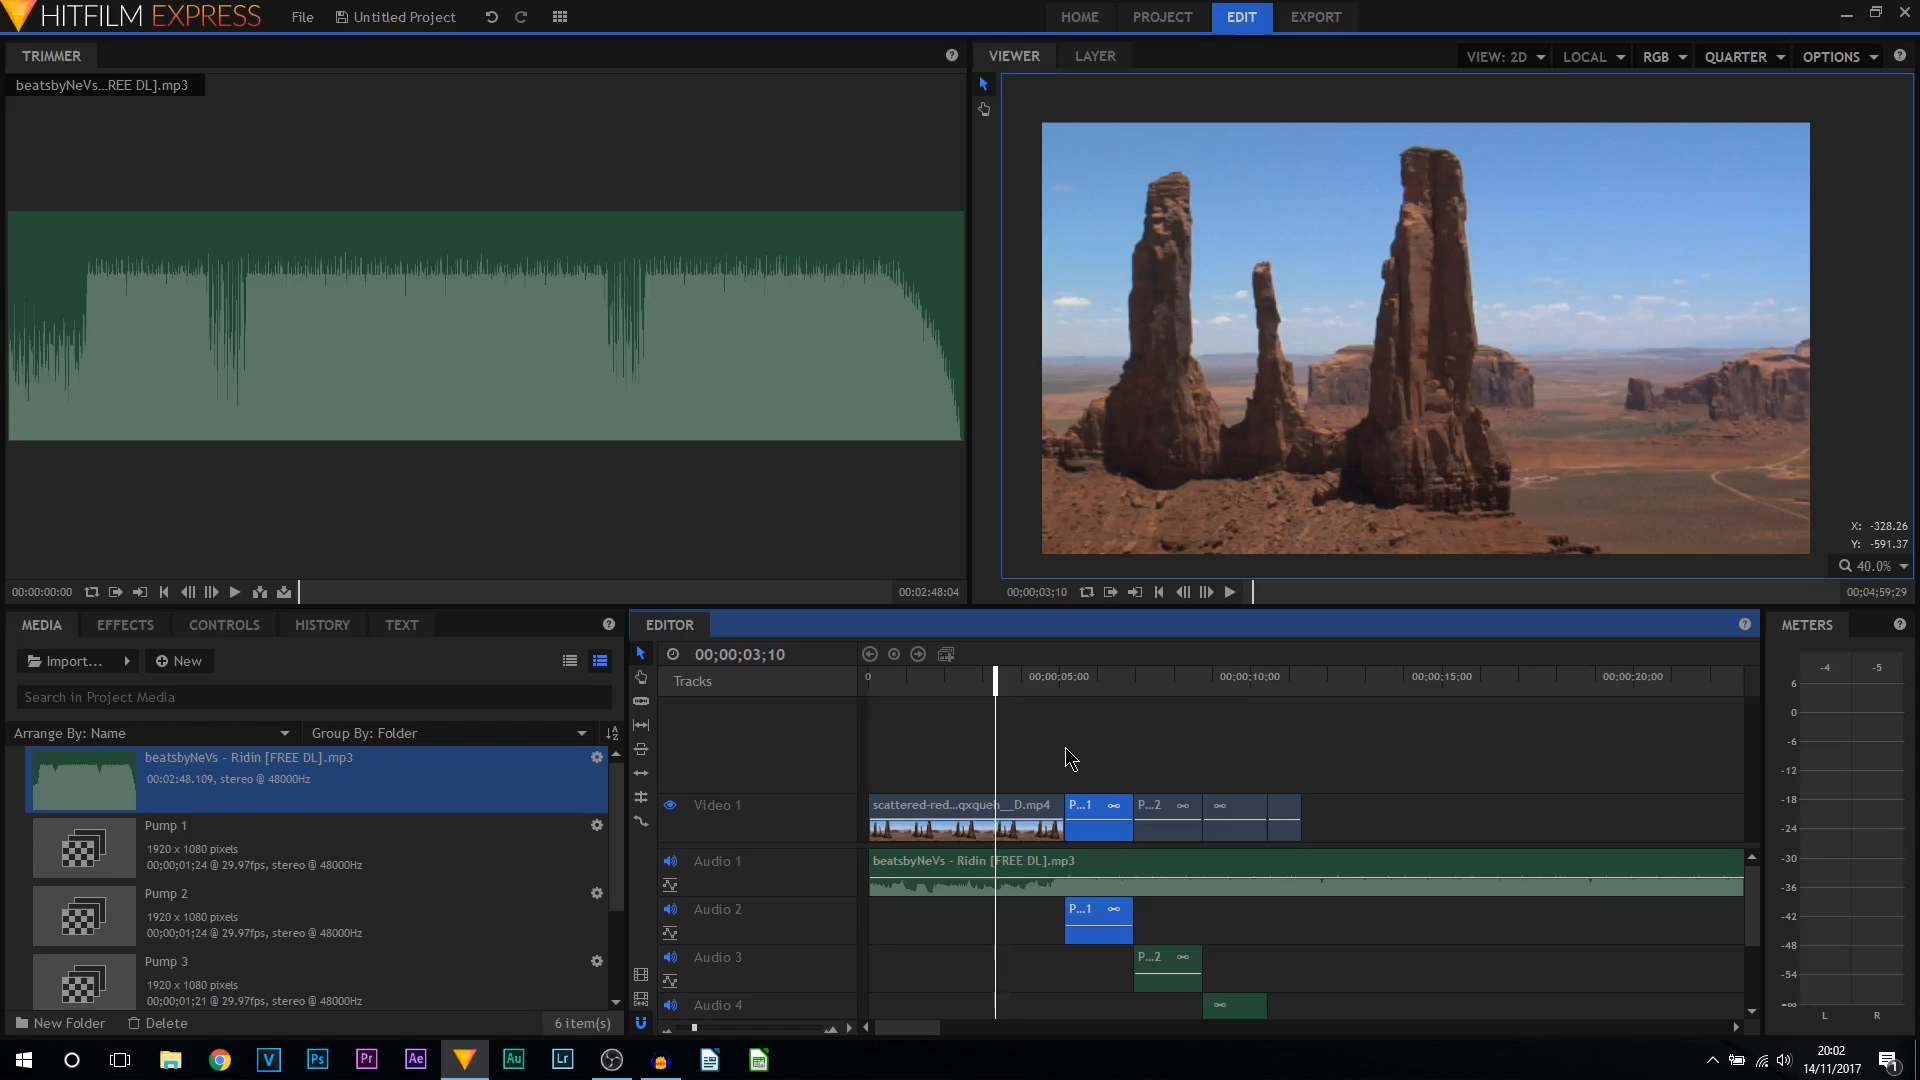 HITFILM EXPRESS
File
Untitled Project
HOME
PROJECT
EDIT
EXPORT
TRIMMER
beatsbyNeVs...REE DL].mp3
VIEWER
LAYER
VIEW: 2D
LOCAL
RGB
QUARTER
OPTIONS
X: -328.26
Y: -591.37
40.0%
00:00:00:00
00:02:48:04
00;00;03;10
00;04;59;29
MEDIA
EFFECTS
CONTROLS
HISTORY
TEXT
Import...
New
Search in Project Media
Arrange By: Name
Group By: Folder
beatsbyNeVs - Ridin [FREE DL].mp3
00:02:48.109, stereo @ 48000Hz
Pump 1
1920 x 1080 pixels
00;00;01;24 @ 29.97fps, stereo @ 48000Hz
Pump 2
1920 x 1080 pixels
00;00;01;24 @ 29.97fps, stereo @ 48000Hz
Pump 3
1920 x 1080 pixels
00;00;01;21 @ 29.97fps, stereo @ 48000Hz
New Folder
Delete
6 item(s)
EDITOR
00;00;03;10
Tracks
0
00;00;05;00
00;00;10;00
00;00;15;00
00;00;20;00
Video 1
scattered-red...qxqueh__D.mp4
P...1
P...2
Audio 1
beatsbyNeVs - Ridin [FREE DL].mp3
Audio 2
P...1
Audio 3
P...2
Audio 4
METERS
-4
-5
6
0
-6
-12
-18
-24
-30
-36
-42
-48
-54
-∞
L
R
V
Ps
Pr
Ae
Au
Lr
20:02
14/11/2017
1